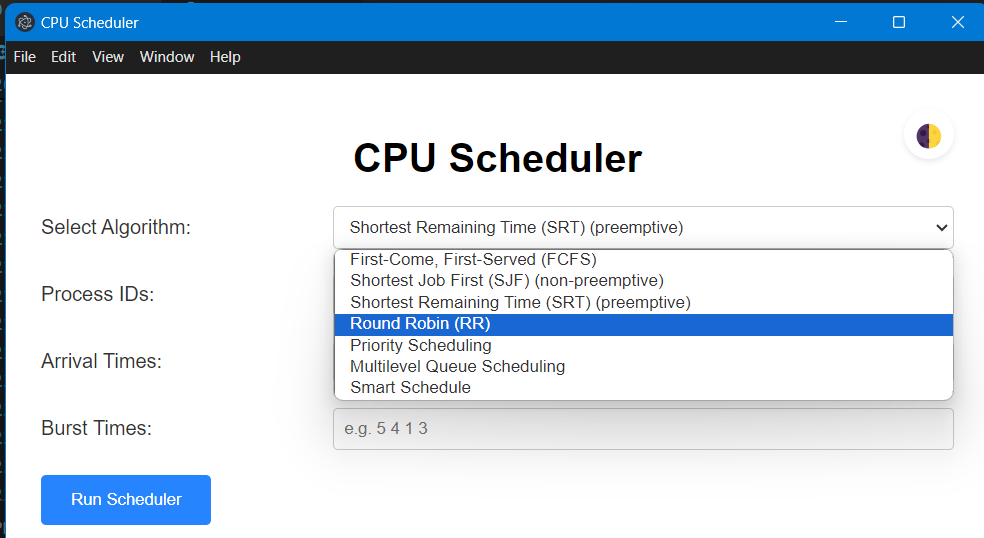 CPU Scheduler
File Edit View Window Help
CPU Scheduler
Select Algorithm:
Shortest Remaining Time (SRT) (preemptive)
First-Come, First-Served (FCFS)
Shortest Job First (SJF) (non-preemptive)
Shortest Remaining Time (SRT) (preemptive)
Round Robin (RR)
Priority Scheduling
Multilevel Queue Scheduling
Smart Schedule
Process IDs:
Arrival Times:
Burst Times:
e.g. 5 4 1 3
Run Scheduler